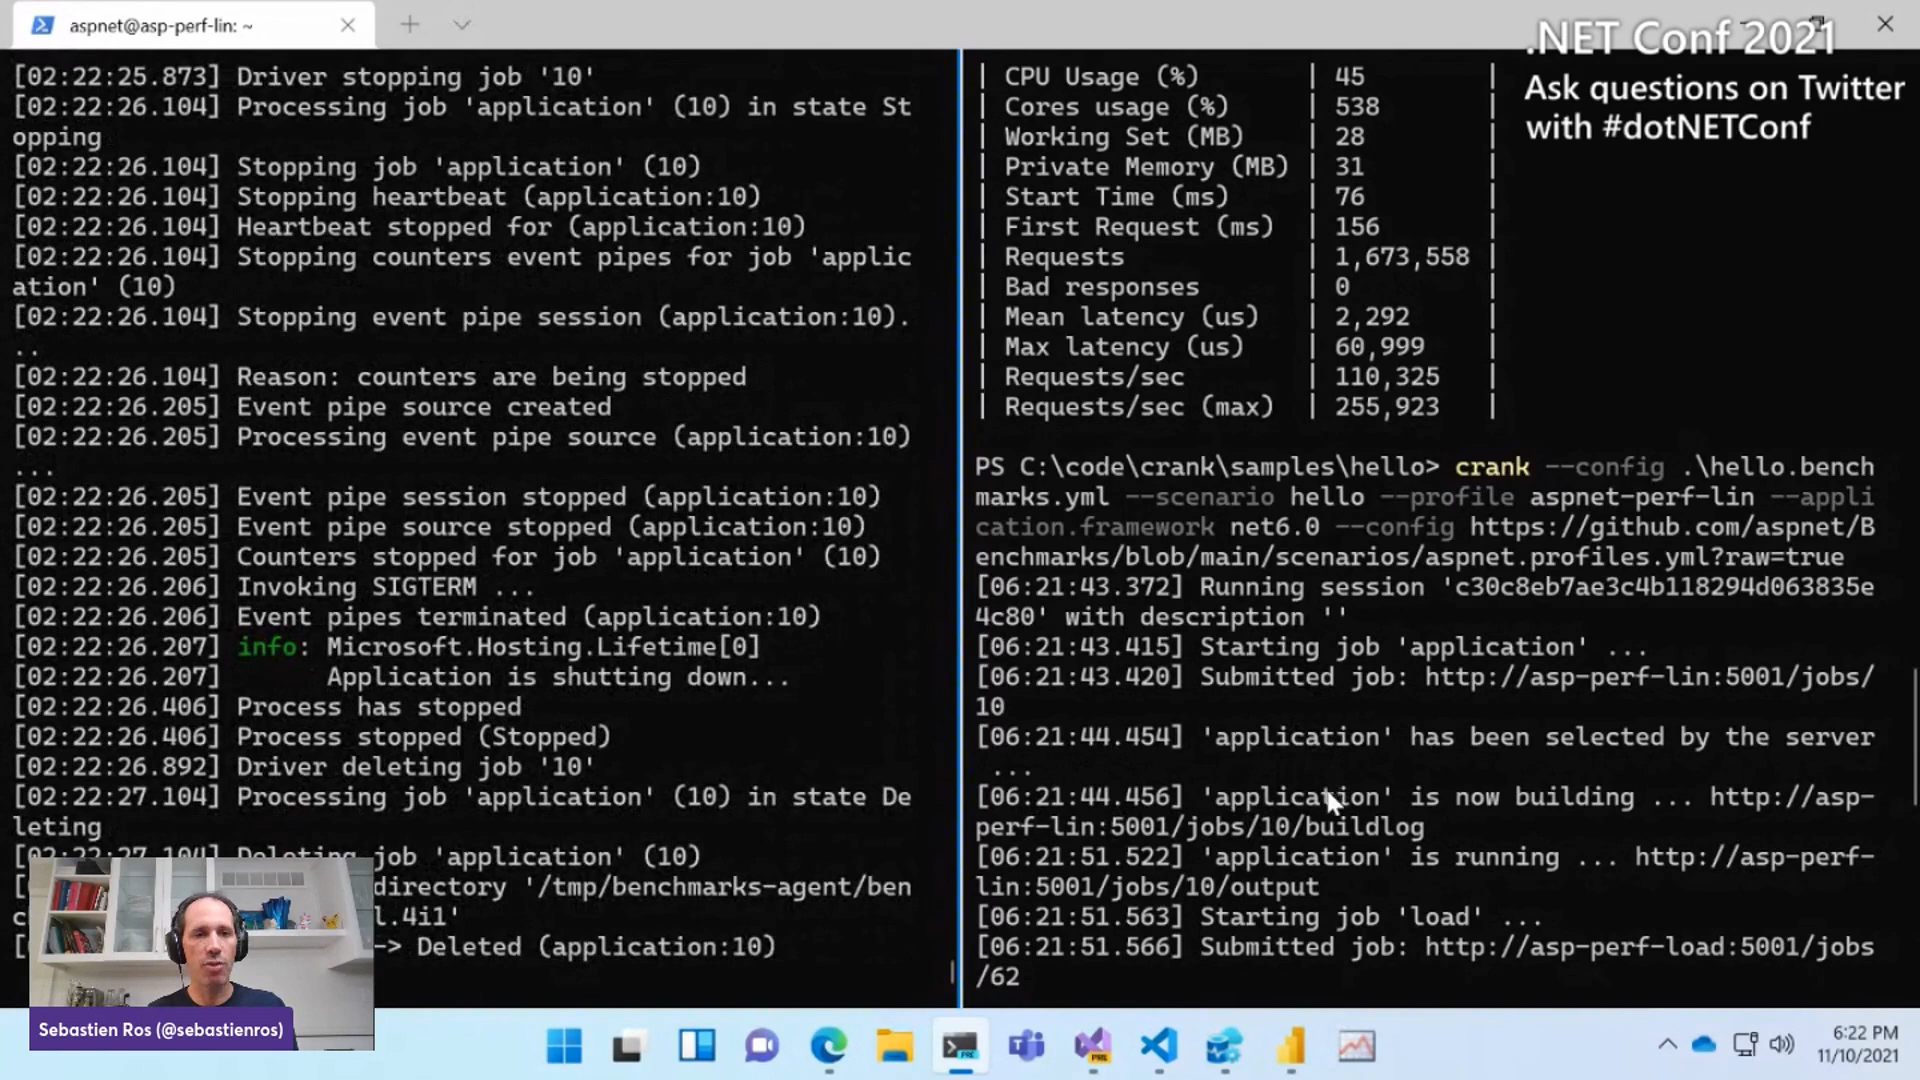 aspnet@asp-perf-lin: ~
.NET Conf 2021
Ask questions on Twitter
with #dotNETConf
[02:22:25.873] Driver stopping job '10'
[02:22:26.104] Processing job 'application' (10) in state St
opping
[02:22:26.104] Stopping job 'application' (10)
[02:22:26.104] Stopping heartbeat (application:10)
[02:22:26.104] Heartbeat stopped for (application:10)
[02:22:26.104] Stopping counters event pipes for job 'applic
ation' (10)
[02:22:26.104] Stopping event pipe session (application:10).
..
[02:22:26.104] Reason: counters are being stopped
[02:22:26.205] Event pipe source created
[02:22:26.205] Processing event pipe source (application:10)
...
[02:22:26.205] Event pipe session stopped (application:10)
[02:22:26.205] Event pipe source stopped (application:10)
[02:22:26.205] Counters stopped for job 'application' (10)
[02:22:26.206] Invoking SIGTERM ...
[02:22:26.206] Event pipes terminated (application:10)
[02:22:26.207] info: Microsoft.Hosting.Lifetime[0]
[02:22:26.207] Application is shutting down...
[02:22:26.406] Process has stopped
[02:22:26.406] Process stopped (Stopped)
[02:22:26.892] Driver deleting job '10'
[02:22:27.104] Processing job 'application' (10) in state De
leting
[02:22:27.104] Deleting job 'application' (10)
[ directory '/tmp/benchmarks-agent/ben
c l.4i1'
[ -> Deleted (application:10)
| CPU Usage (%) | 45 |
| Cores usage (%) | 538 |
| Working Set (MB) | 28 |
| Private Memory (MB) | 31 |
| Start Time (ms) | 76 |
| First Request (ms) | 156 |
| Requests | 1,673,558 |
| Bad responses | 0 |
| Mean latency (us) | 2,292 |
| Max latency (us) | 60,999 |
| Requests/sec | 110,325 |
| Requests/sec (max) | 255,923 |
PS C:\code\crank\samples\hello> crank --config .\hello.bench
marks.yml --scenario hello --profile aspnet-perf-lin --appli
cation.framework net6.0 --config https://github.com/aspnet/B
enchmarks/blob/main/scenarios/aspnet.profiles.yml?raw=true
[06:21:43.372] Running session 'c30c8eb7ae3c4b118294d063835e
4c80' with description ''
[06:21:43.415] Starting job 'application' ...
[06:21:43.420] Submitted job: http://asp-perf-lin:5001/jobs/
10
[06:21:44.454] 'application' has been selected by the server
...
[06:21:44.456] 'application' is now building ... http://asp-
perf-lin:5001/jobs/10/buildlog
[06:21:51.522] 'application' is running ... http://asp-perf-
lin:5001/jobs/10/output
[06:21:51.563] Starting job 'load' ...
[06:21:51.566] Submitted job: http://asp-perf-load:5001/jobs
/62
Sebastien Ros (@sebastienros)
PRE
PRE
6:22 PM
11/10/2021